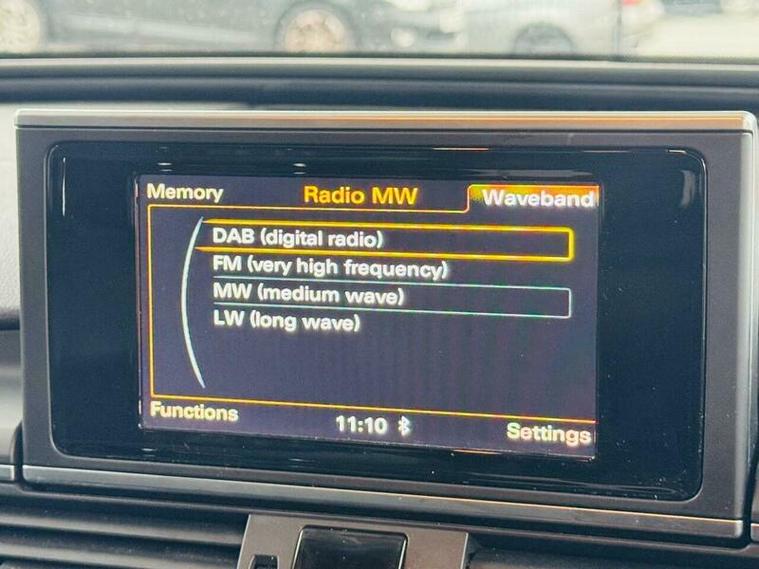 Memory Radio MW Waveband
DAB (digital radio)
FM (very high frequency)
MW (medium wave)
LW (long wave)
Functions 11:10 Settings